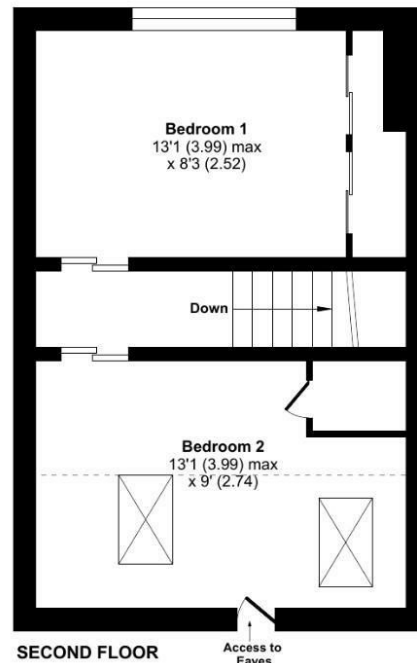 Bedroom 1
13'1 (3.99) max
x 8'3 (2.52)
Down
Bedroom 2
13'1 (3.99) max
x 9' (2.74)
SECOND FLOOR
Access to
Eaves